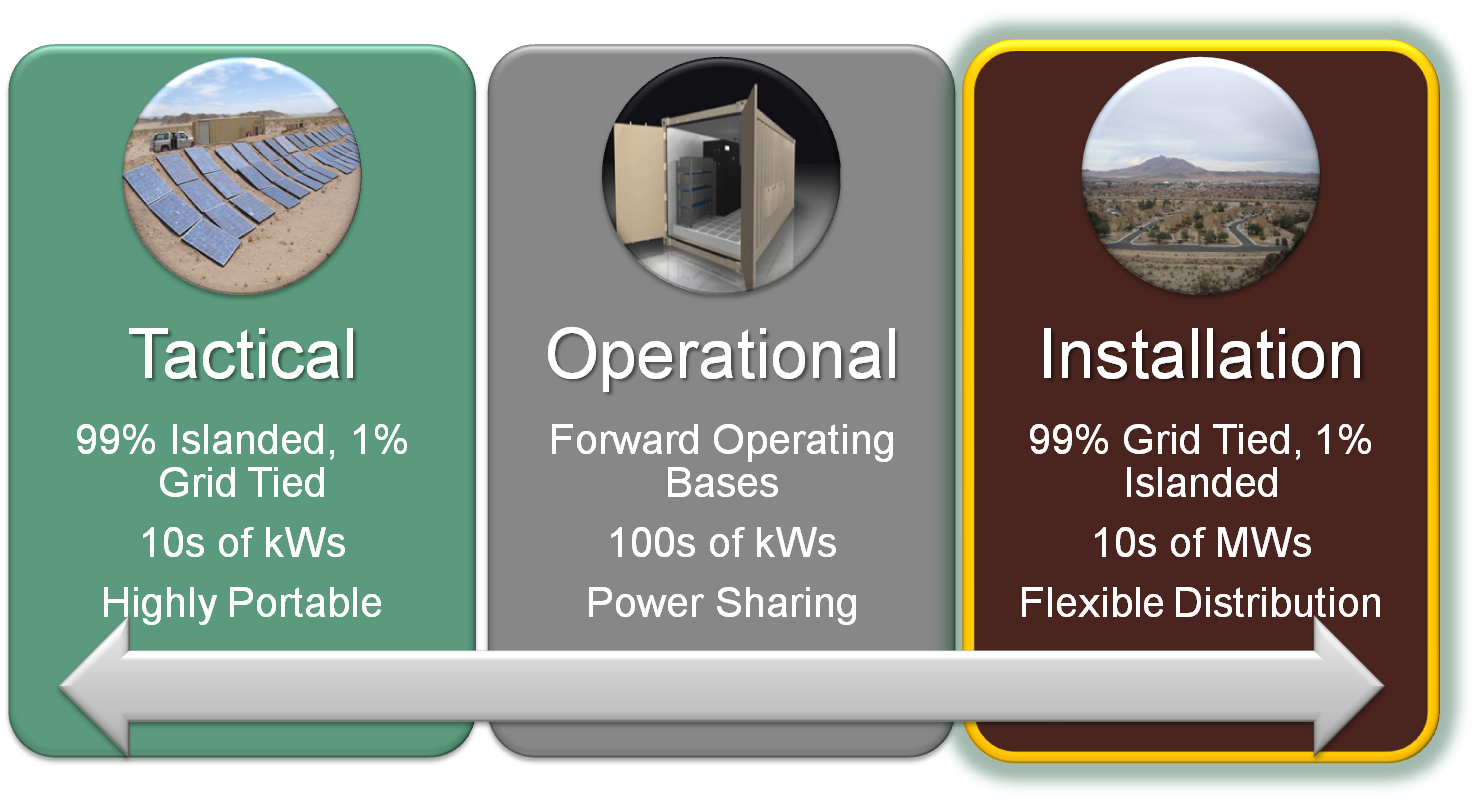 Tactical
99% Islanded, 1%
Grid Tied
10s of kWs
Highly Portable
Operational
Forward Operating
Bases
100s of kWs
Power Sharing
Installation
99% Grid Tied, 1%
Islanded
10s of MWs
Flexible Distribution